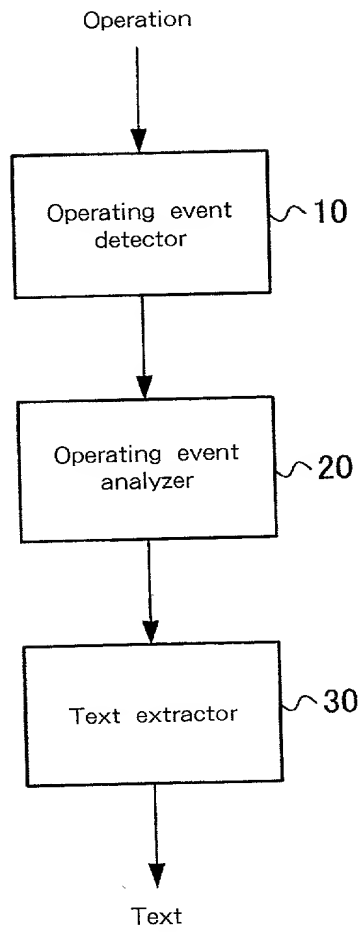 Operation
Operating event
detector
10
Operating event
analyzer
20
Text extractor
30
Text